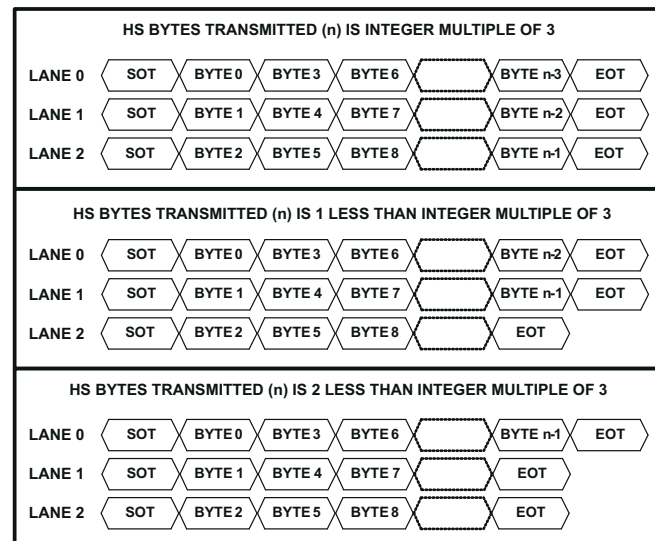 HS BYTES TRANSMITTED (n) IS INTEGER MULTIPLE OF 3
LANE 0 SOT BYTE 0 BYTE 3 BYTE 6 BYTE n-3 EOT
LANE 1 SOT BYTE 1 BYTE 4 BYTE 7 BYTE n-2 EOT
LANE 2 SOT BYTE 2 BYTE 5 BYTE 8 BYTE n-1 EOT
HS BYTES TRANSMITTED (n) IS 1 LESS THAN INTEGER MULTIPLE OF 3
LANE 0 SOT BYTE 0 BYTE 3 BYTE 6 BYTE n-2 EOT
LANE 1 SOT BYTE 1 BYTE 4 BYTE 7 BYTE n-1 EOT
LANE 2 SOT BYTE 2 BYTE 5 BYTE 8 EOT
HS BYTES TRANSMITTED (n) IS 2 LESS THAN INTEGER MULTIPLE OF 3
LANE 0 SOT BYTE 0 BYTE 3 BYTE 6 BYTE n-1 EOT
LANE 1 SOT BYTE 1 BYTE 4 BYTE 7 EOT
LANE 2 SOT BYTE 2 BYTE 5 BYTE 8 EOT